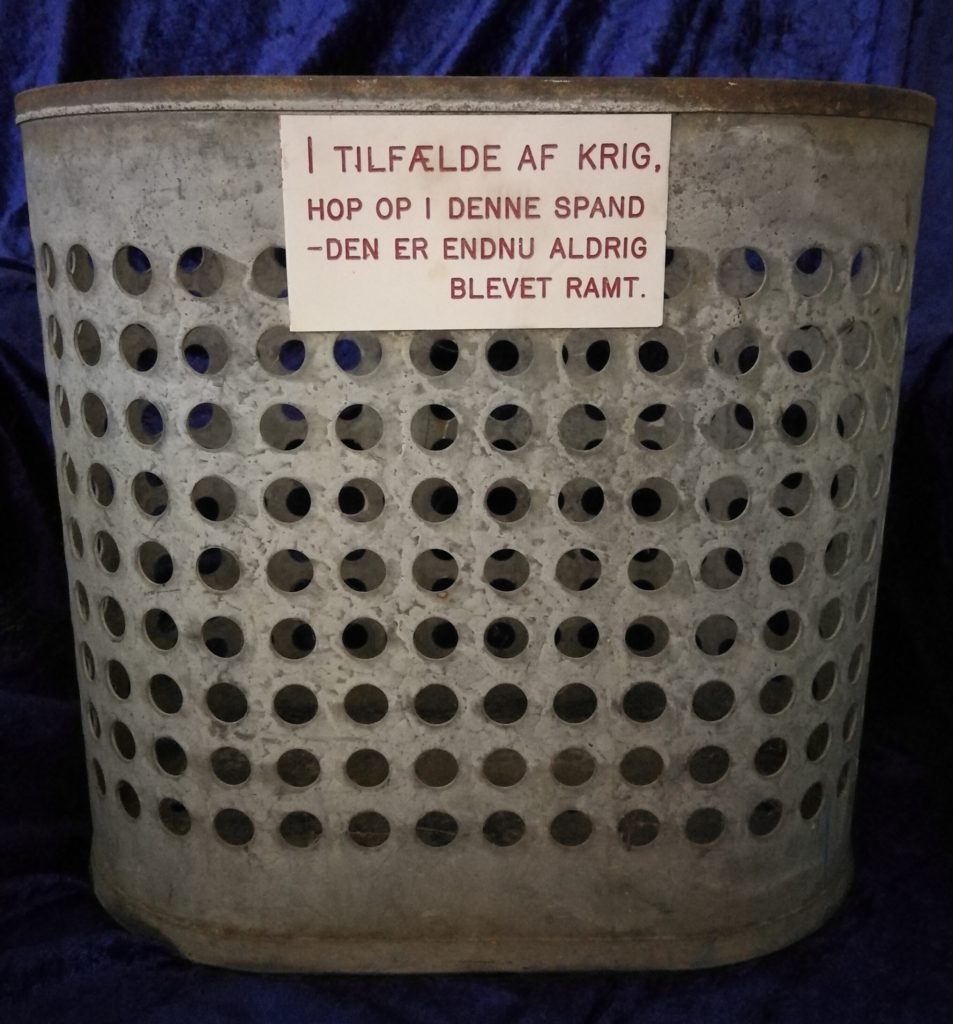 I TILFÆLDE AF KRIG,
HOP OP I DENNE SPAND
-DEN ER ENDNU ALDRIG
BLEVET RAMT.